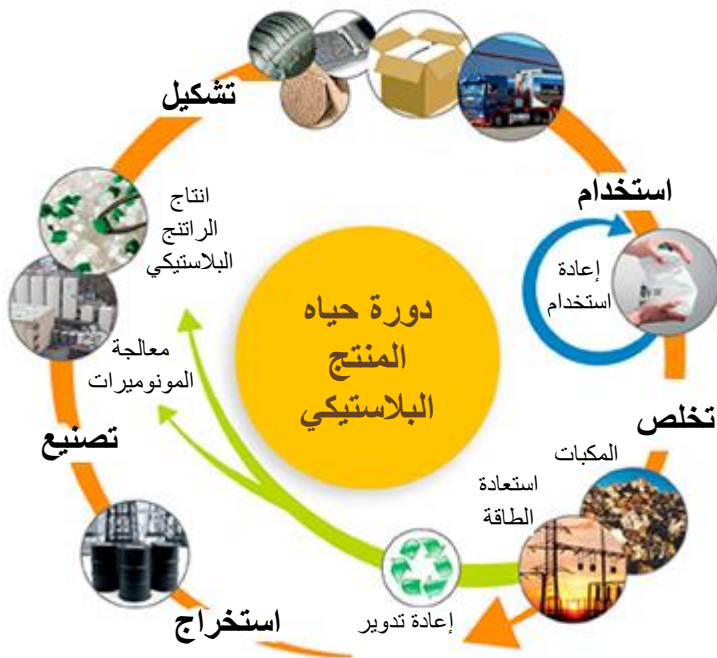 تشكيل
استخدام
انتاج
الراتنج
البلاستيكي
إعادة
استخدام
دورة حياه
المنتج
البلاستيكي
معالجة
المونوميرات
تخلص
تصنيع
المكبات
استعادة
الطاقة
استخراج
إعادة تدوير